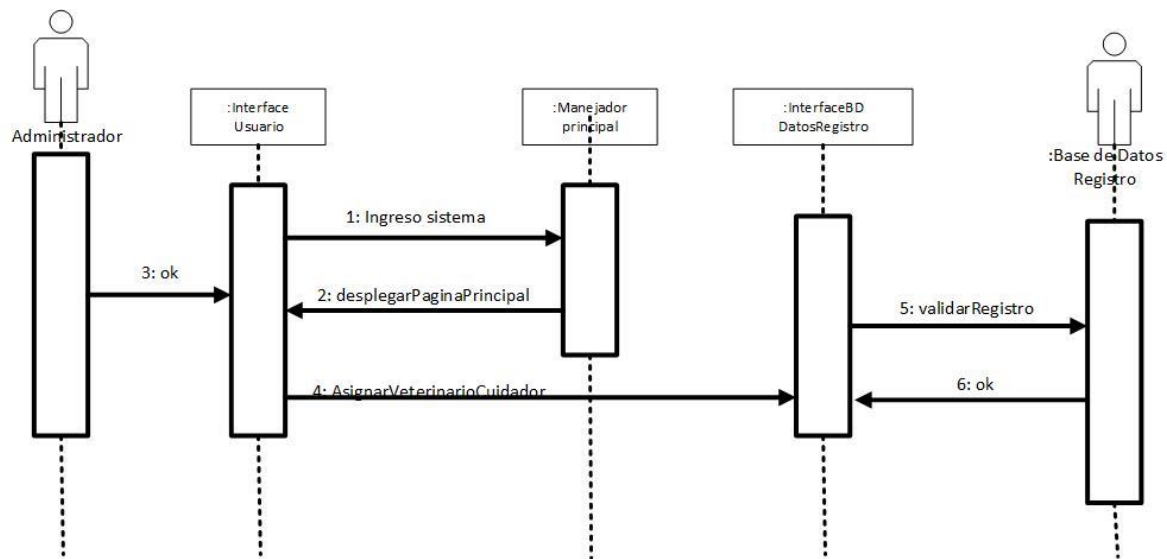 Administrador
:Interface
Usuario
:Manejador
principal
:InterfaceBD
DatosRegistro
:Base de Datos
Registro
1: Ingreso sistema
3: ok
2: desplegarPaginaPrincipal
5: validarRegistro
4: AsignarVeterinarioCuidador
6: ok